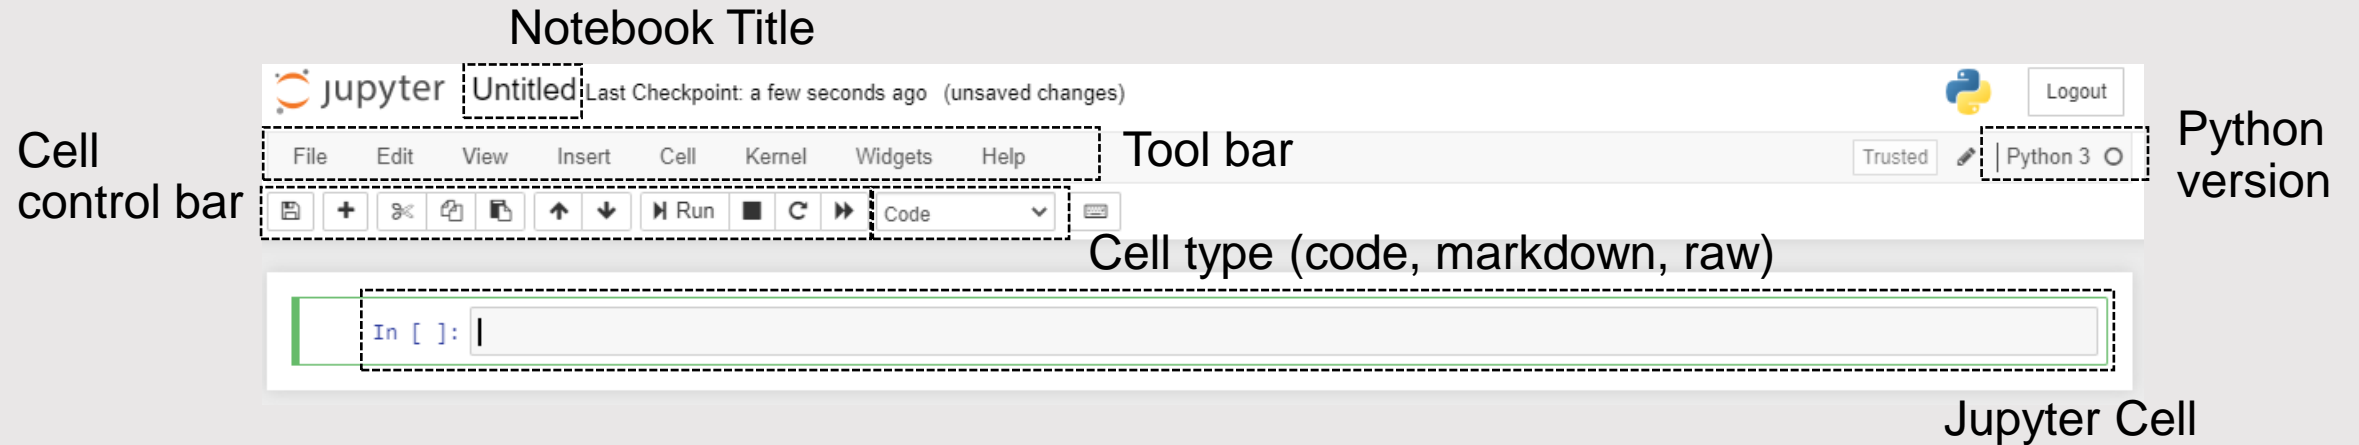 Notebook Title
jupyter Untitled Last Checkpoint: a few seconds ago (unsaved changes)
Logout
Cell
control bar
File Edit View Insert Cell Kernel Widgets Help
Tool bar
Trusted
Python 3
Python
version
Run
Code
Cell type (code, markdown, raw)
In [ ]:
Jupyter Cell